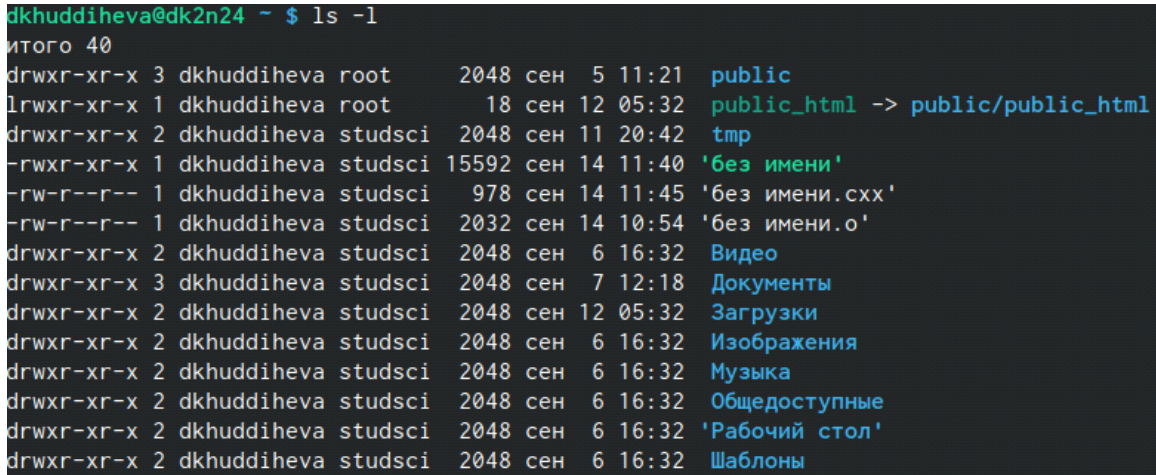 dkhuddiheva@dk2n24 ~ $ ls -l
итого 40
drwxr-xr-x 3 dkhuddiheva root     2048 сен  5 11:21  public
lrwxr-xr-x 1 dkhuddiheva root       18 сен 12 05:32  public_html -> public/public_html
drwxr-xr-x 2 dkhuddiheva studsci  2048 сен 11 20:42  tmp
-rwxr-xr-x 1 dkhuddiheva studsci 15592 сен 14 11:40 'без имени'
-rw-r--r-- 1 dkhuddiheva studsci   978 сен 14 11:45 'без имени.cxx'
-rw-r--r-- 1 dkhuddiheva studsci  2032 сен 14 10:54 'без имени.o'
drwxr-xr-x 2 dkhuddiheva studsci  2048 сен  6 16:32  Видео
drwxr-xr-x 3 dkhuddiheva studsci  2048 сен  7 12:18  Документы
drwxr-xr-x 2 dkhuddiheva studsci  2048 сен 12 05:32  Загрузки
drwxr-xr-x 2 dkhuddiheva studsci  2048 сен  6 16:32  Изображения
drwxr-xr-x 2 dkhuddiheva studsci  2048 сен  6 16:32  Музыка
drwxr-xr-x 2 dkhuddiheva studsci  2048 сен  6 16:32  Общедоступные
drwxr-xr-x 2 dkhuddiheva studsci  2048 сен  6 16:32 'Рабочий стол'
drwxr-xr-x 2 dkhuddiheva studsci  2048 сен  6 16:32  Шаблоны